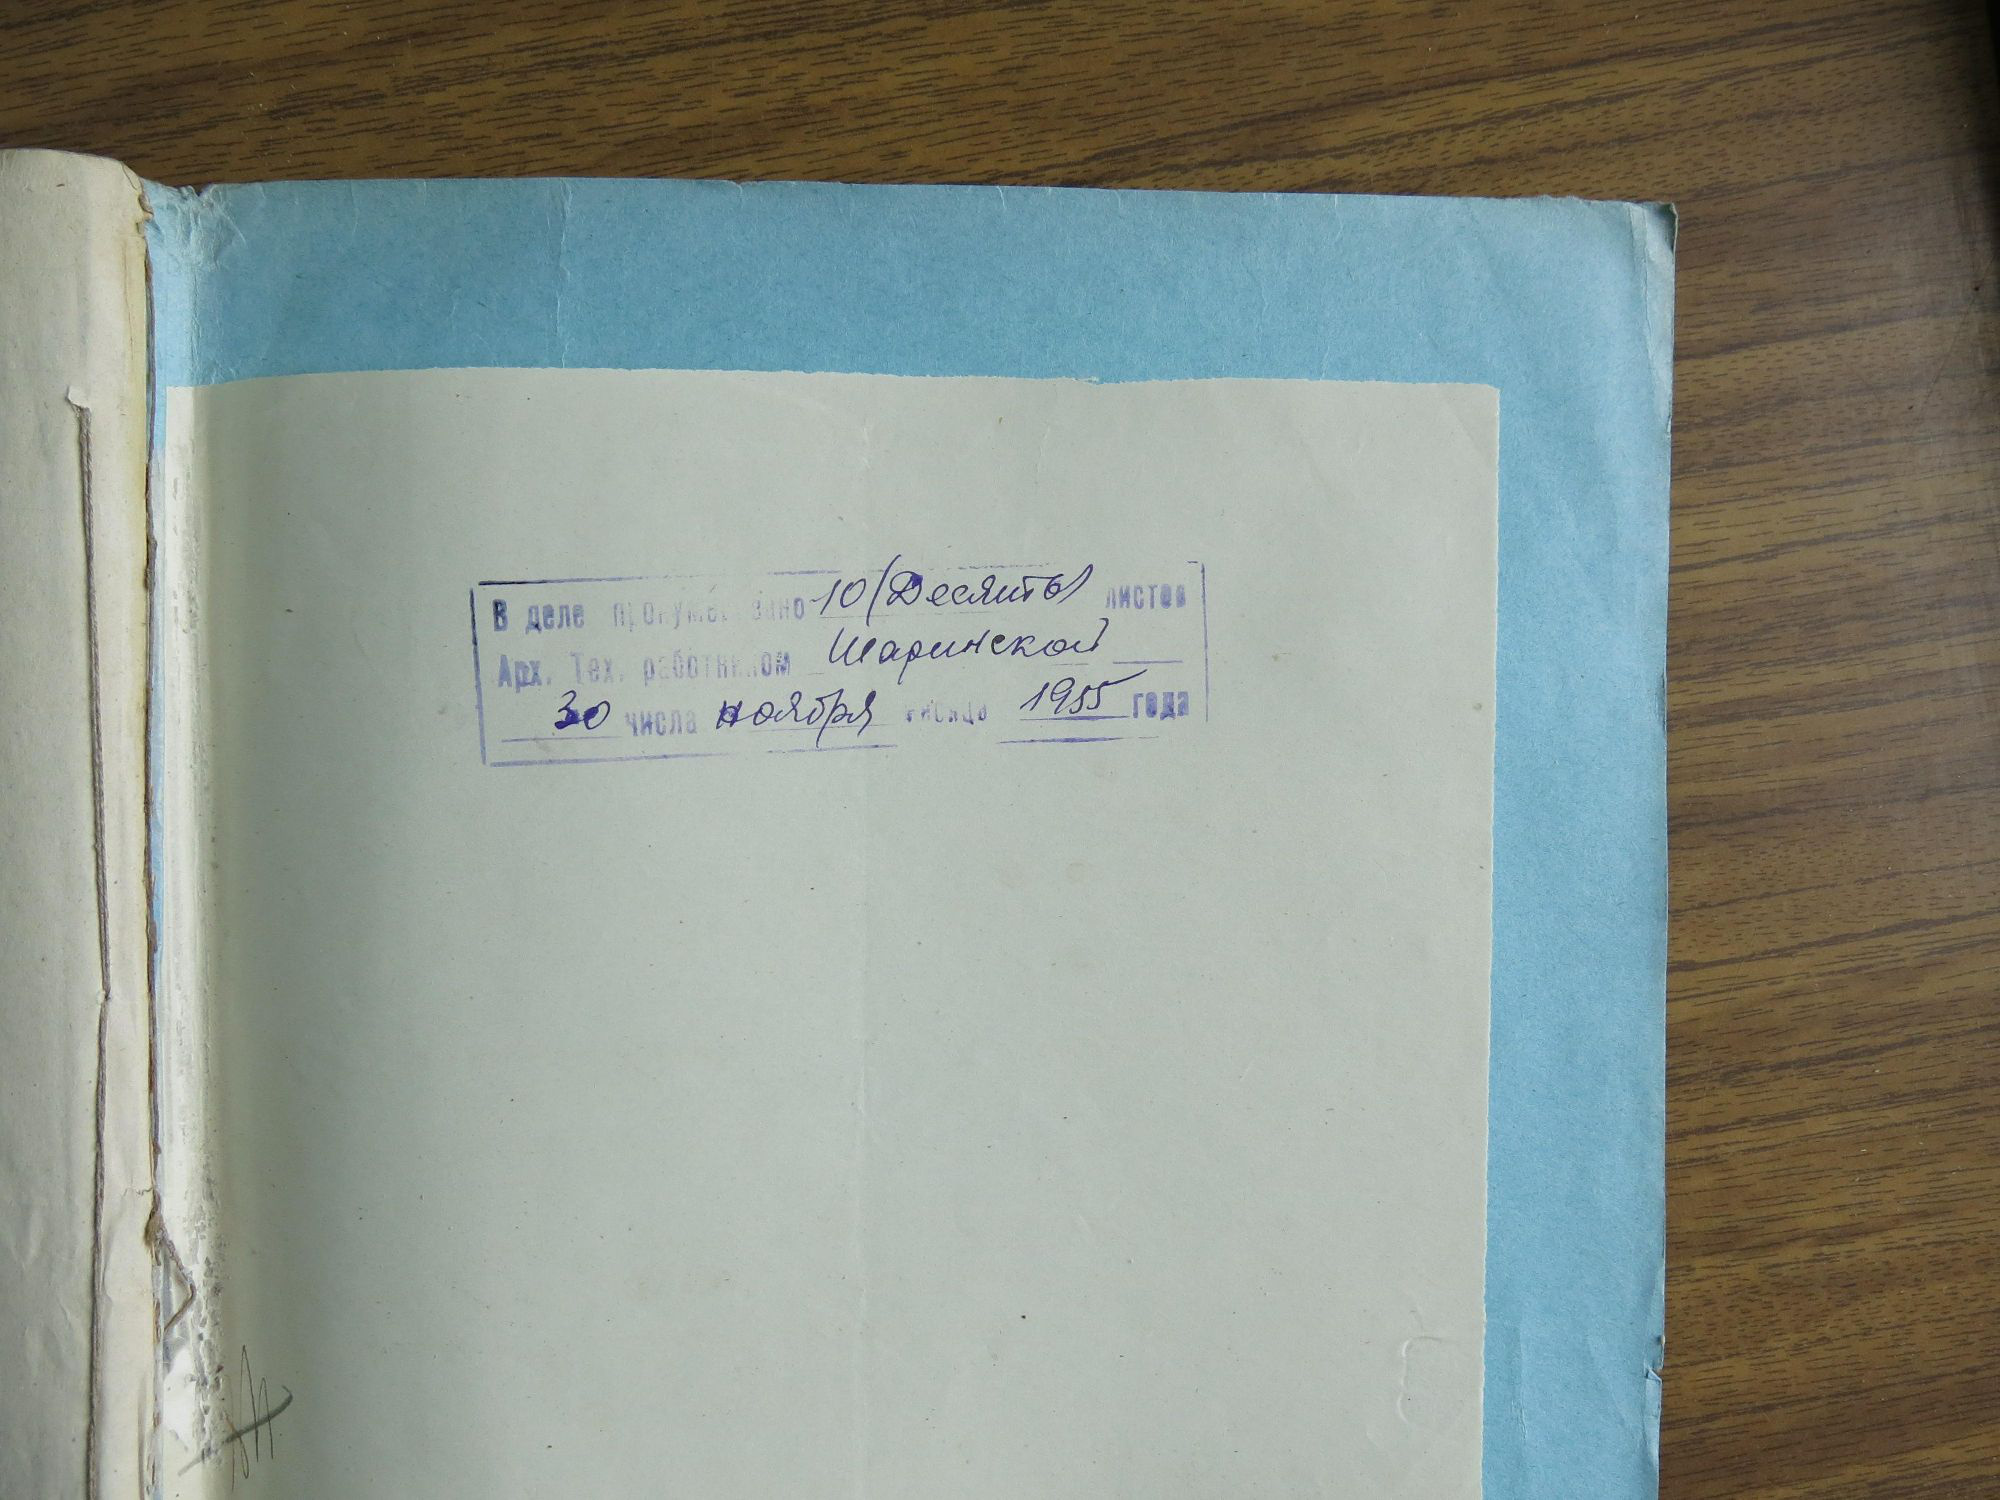 В деле пронумеровано 10 (Десять) листов
Арх. Тех. работником Шаринской
30 числа ноября месяца 1955 года